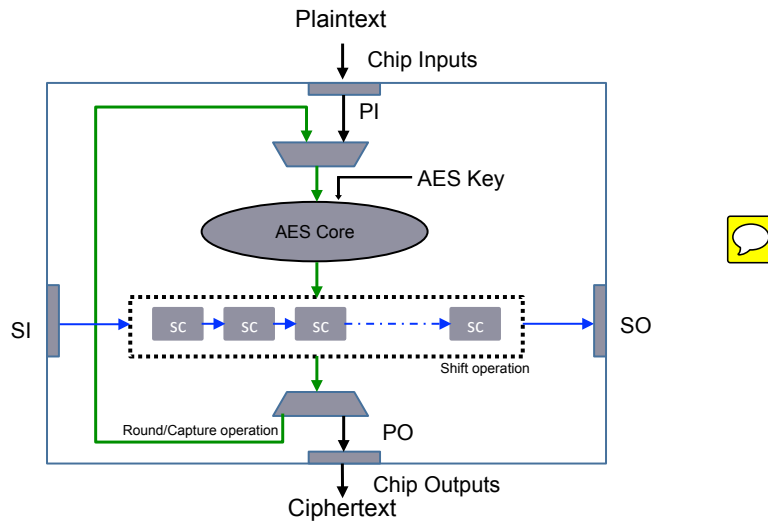 Plaintext
Chip Inputs
PI
AES Key
AES Core
SI
sc sc sc sc
SO
Shift operation
Round/Capture operation
PO
Chip Outputs
Ciphertext